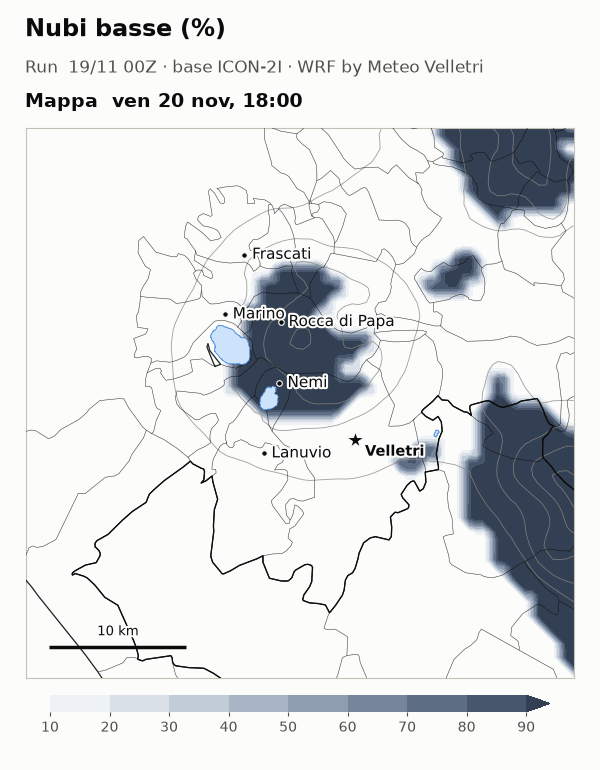 Nubi basse (%)
Run  19/11 00Z · base ICON-2I · WRF by Meteo Velletri
Mappa  ven 20 nov, 18:00
Frascati
Marino
Rocca di Papa
Nemi
Velletri
Lanuvio
10 km
10 20 30 40 50 60 70 80 90